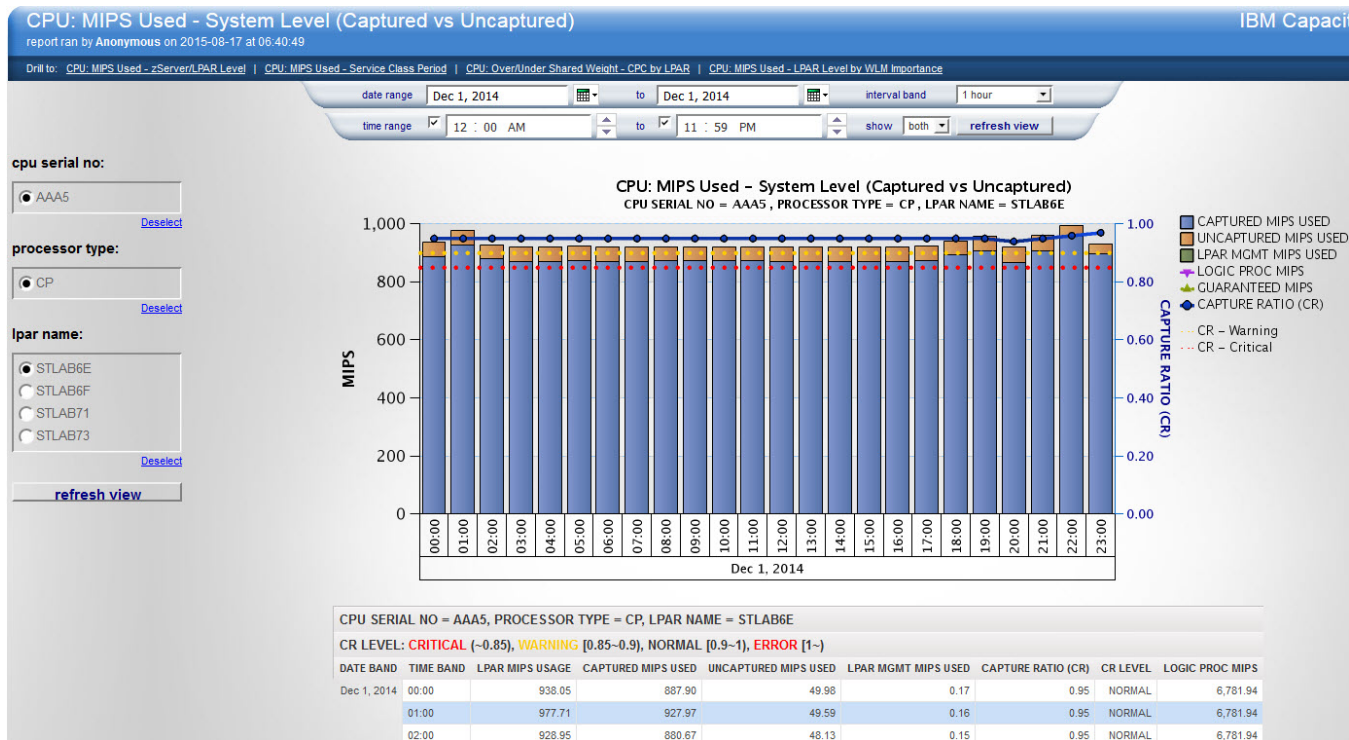 CPU: MIPS Used - System Level (Captured vs Uncaptured)
IBM Capacit
report ran by Anonymous on 2015-08-17 at 06:40:49
Drill to: CPU: MIPS Used - zServer/LPAR Level | CPU: MIPS Used - Service Class Period | CPU: Over/Under Shared Weight - CPC by LPAR | CPU: MIPS Used - LPAR Level by WLM Importance
date range Dec 1, 2014 to Dec 1, 2014 interval band 1 hour
time range 12 : 00 AM to 11 : 59 PM show both refresh view
cpu serial no:
AAA5
Deselect
processor type:
CP
Deselect
lpar name:
STLAB6E
STLAB6F
STLAB71
STLAB73
Deselect
refresh view
CPU: MIPS Used – System Level (Captured vs Uncaptured)
CPU SERIAL NO = AAA5 , PROCESSOR TYPE = CP , LPAR NAME = STLAB6E
MIPS
1,000
800
600
400
200
0
1.00
0.80
0.60
0.40
0.20
0.00
CAPTURE RATIO (CR)
00:00 01:00 02:00 03:00 04:00 05:00 06:00 07:00 08:00 09:00 10:00 11:00 12:00 13:00 14:00 15:00 16:00 17:00 18:00 19:00 20:00 21:00 22:00 23:00
Dec 1, 2014
CAPTURED MIPS USED
UNCAPTURED MIPS USED
LPAR MGMT MIPS USED
LOGIC PROC MIPS
GUARANTEED MIPS
CAPTURE RATIO (CR)
CR – Warning
CR – Critical
CPU SERIAL NO = AAA5, PROCESSOR TYPE = CP, LPAR NAME = STLAB6E
CR LEVEL: CRITICAL (~0.85), WARNING [0.85~0.9), NORMAL [0.9~1), ERROR [1~)
DATE BAND TIME BAND LPAR MIPS USAGE CAPTURED MIPS USED UNCAPTURED MIPS USED LPAR MGMT MIPS USED CAPTURE RATIO (CR) CR LEVEL LOGIC PROC MIPS
Dec 1, 2014 00:00 938.05 887.90 49.98 0.17 0.95 NORMAL 6,781.94
01:00 977.71 927.97 49.59 0.16 0.95 NORMAL 6,781.94
02:00 928.95 880.67 48.13 0.15 0.95 NORMAL 6,781.94